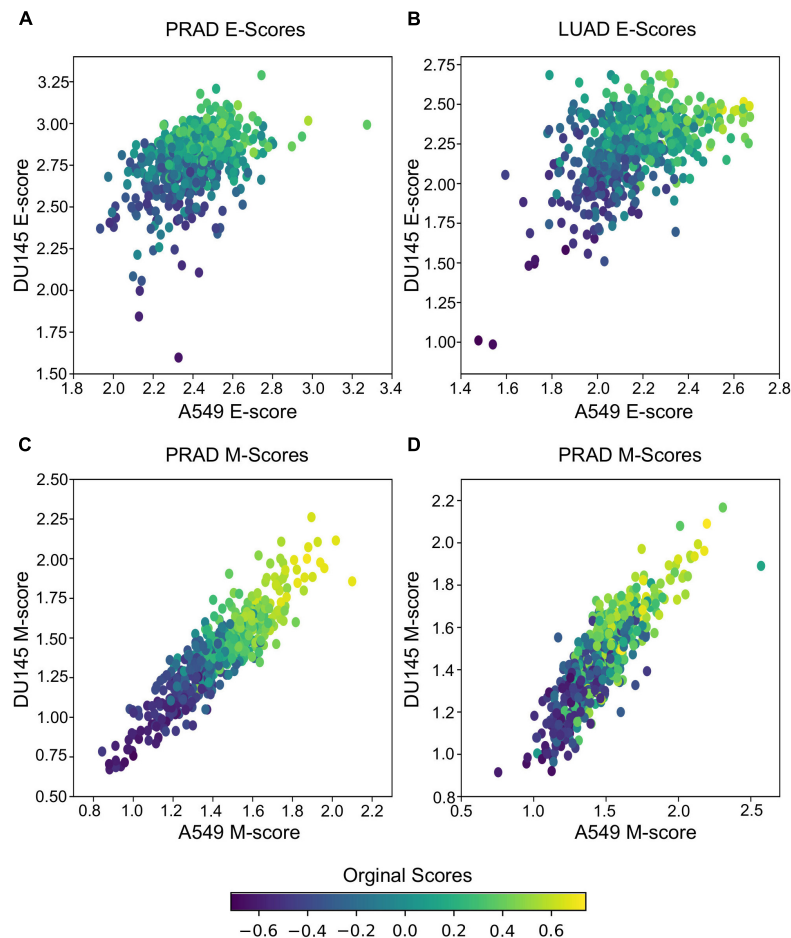 A
PRAD E-Scores
DU145 E-score
3.25
3.00
2.75
2.50
2.25
2.00
1.75
1.50
1.8 2.0 2.2 2.4 2.6 2.8 3.0 3.2 3.4
A549 E-score
B
LUAD E-Scores
DU145 E-score
2.75
2.50
2.25
2.00
1.75
1.50
1.25
1.00
1.4 1.6 1.8 2.0 2.2 2.4 2.6 2.8
A549 E-score
C
PRAD M-Scores
DU145 M-score
2.50
2.25
2.00
1.75
1.50
1.25
1.00
0.75
0.50
0.8 1.0 1.2 1.4 1.6 1.8 2.0 2.2
A549 M-score
D
PRAD M-Scores
DU145 M-score
2.2
2.0
1.8
1.6
1.4
1.2
1.0
0.8
0.5 1.0 1.5 2.0 2.5
A549 M-score
Orginal Scores
−0.6 −0.4 −0.2 0.0 0.2 0.4 0.6